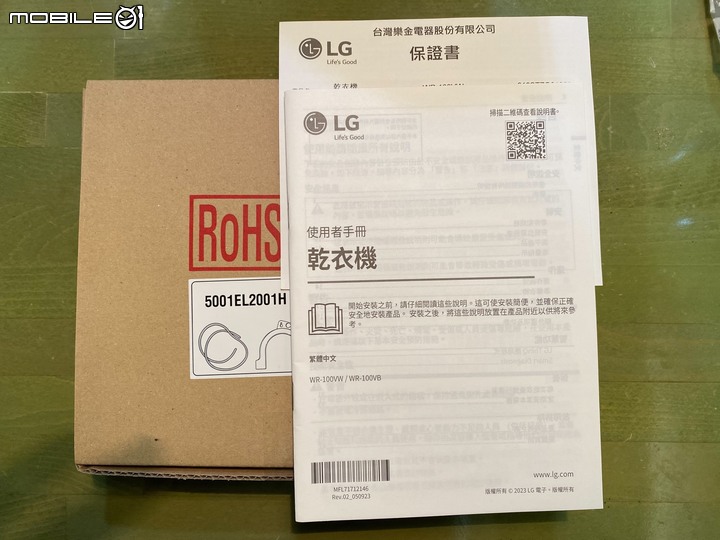 MOBILE01
台灣樂金電器股份有限公司
LG
保證書
Life's Good
乾衣機
LG
Life's Good
掃描二維碼查看說明書。
RoHS
使用者手冊
乾衣機
5001EL2001H
開始安裝之前，請仔細閱讀這些說明。這可使安裝簡便，並確保正確
安全地安裝產品。安裝之後，將這些說明放置在產品附近以供將來參
考。
繁體中文
WR-100VW / WR-100VB
MFL71712146
Rev.02_050923
www.lg.com
版權所有 © 2023 LG 電子。版權所有